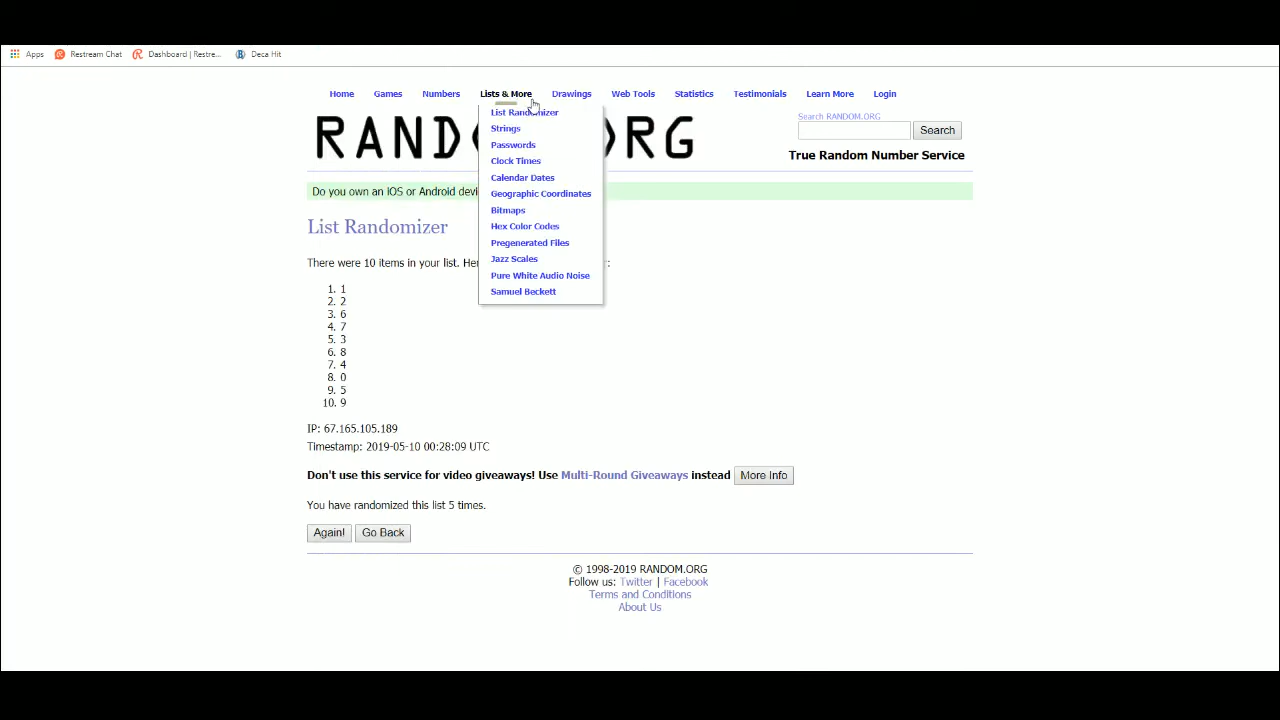 Apps Restream Chat Dashboard | Restre... Deca Hit
Home Games Numbers Lists & More Drawings Web Tools Statistics Testimonials Learn More Login
List Randomizer
Strings
Passwords
Clock Times
Calendar Dates
Geographic Coordinates
Bitmaps
Hex Color Codes
Pregenerated Files
Jazz Scales
Pure White Audio Noise
Samuel Beckett
RAND RG
Search RANDOM.ORG
Search
True Random Number Service
Do you own an iOS or Android devi
List Randomizer
There were 10 items in your list. Her :
1. 1
2. 2
3. 6
4. 7
5. 3
6. 8
7. 4
8. 0
9. 5
10. 9
IP: 67.165.105.189
Timestamp: 2019-05-10 00:28:09 UTC
Don't use this service for video giveaways! Use Multi-Round Giveaways instead More Info
You have randomized this list 5 times.
Again! Go Back
© 1998-2019 RANDOM.ORG
Follow us: Twitter | Facebook
Terms and Conditions
About Us